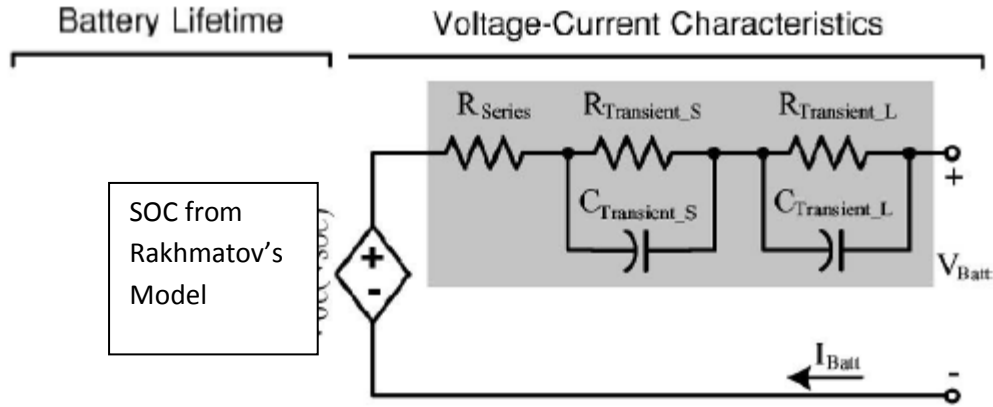 Battery Lifetime
Voltage-Current Characteristics
R Series
R Transient_S
R Transient_L
+
C Transient_S
C Transient_L
SOC from
Rakhmatov's
Model
+
-
V Batt
I Batt
-